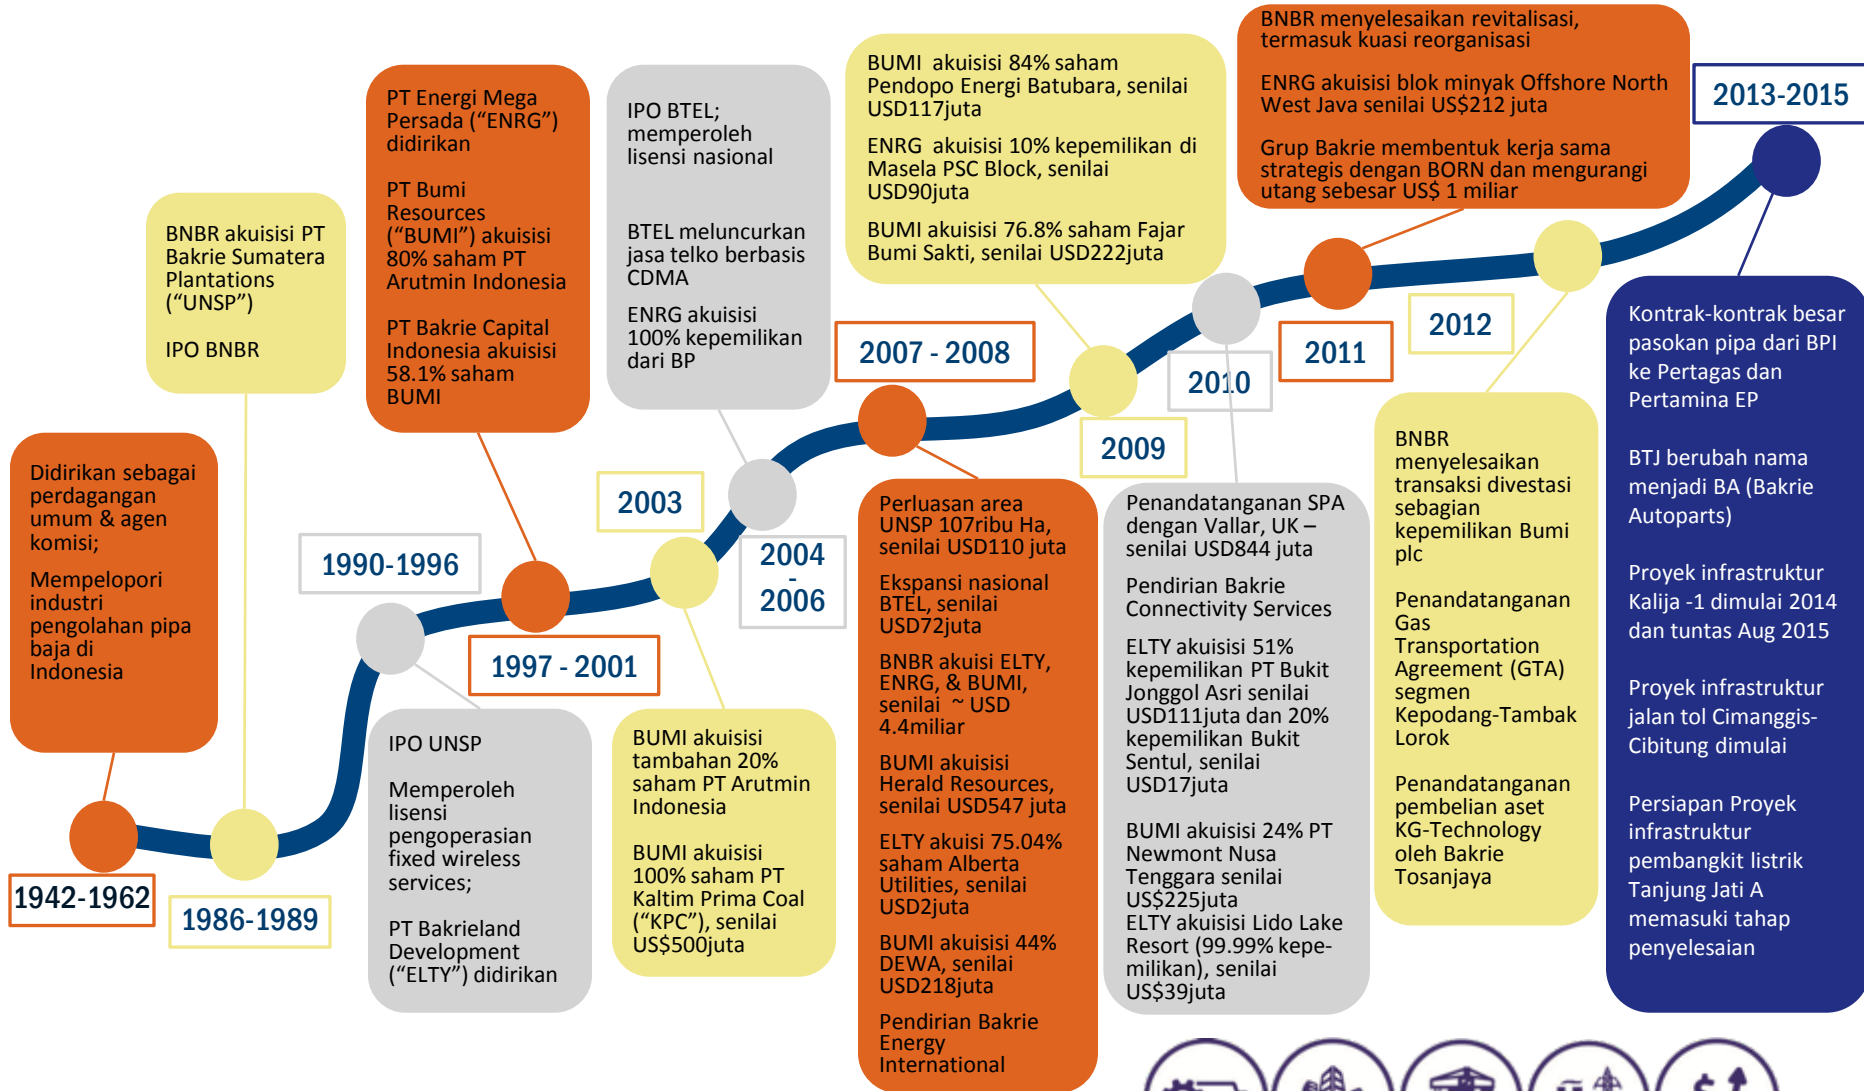 1942-1962
Didirikan sebagai
perdagangan
umum & agen
komisi;
Mempelopori
industri
pengolahan pipa
baja di
Indonesia
1986-1989
BNBR akuisisi PT
Bakrie Sumatera
Plantations
(“UNSP”)
IPO BNBR
1990-1996
IPO UNSP
Memperoleh
lisensi
pengoperasian
fixed wireless
services;
PT Bakrieland
Development
(“ELTY”) didirikan
1997 - 2001
PT Energi Mega
Persada (“ENRG”)
didirikan
PT Bumi
Resources
(“BUMI”) akuisisi
80% saham PT
Arutmin Indonesia
PT Bakrie Capital
Indonesia akuisisi
58.1% saham
BUMI
2003
BUMI akuisisi
tambahan 20%
saham PT Arutmin
Indonesia
BUMI akuisisi
100% saham PT
Kaltim Prima Coal
(“KPC”), senilai
US$500juta
2004
-
2006
IPO BTEL;
memperoleh
lisensi nasional
BTEL meluncurkan
jasa telko berbasis
CDMA
ENRG akuisisi
100% kepemilikan
dari BP
2007 - 2008
Perluasan area
UNSP 107ribu Ha,
senilai USD110 juta
Ekspansi nasional
BTEL, senilai
USD72juta
BNBR akuisi ELTY,
ENRG, & BUMI,
senilai ~ USD
4.4miliar
BUMI akuisisi
Herald Resources,
senilai USD547 juta
ELTY akuisi 75.04%
saham Alberta
Utilities, senilai
USD2juta
BUMI akuisisi 44%
DEWA, senilai
USD218juta
Pendirian Bakrie
Energy
International
2009
BUMI akuisisi 84% saham
Pendopo Energi Batubara, senilai
USD117juta
ENRG akuisisi 10% kepemilikan di
Masela PSC Block, senilai
USD90juta
BUMI akuisisi 76.8% saham Fajar
Bumi Sakti, senilai USD222juta
2010
Penandatanganan SPA
dengan Vallar, UK –
senilai USD844 juta
Pendirian Bakrie
Connectivity Services
ELTY akuisisi 51%
kepemilikan PT Bukit
Jonggol Asri senilai
USD111juta dan 20%
kepemilikan Bukit
Sentul, senilai
USD17juta
BUMI akuisisi 24% PT
Newmont Nusa
Tenggara senilai
US$225juta
ELTY akuisisi Lido Lake
Resort (99.99% kepe-
milikan), senilai
US$39juta
2011
BNBR menyelesaikan revitalisasi,
termasuk kuasi reorganisasi
ENRG akuisisi blok minyak Offshore North
West Java senilai US$212 juta
Grup Bakrie membentuk kerja sama
strategis dengan BORN dan mengurangi
utang sebesar US$ 1 miliar
2012
BNBR
menyelesaikan
transaksi divestasi
sebagian
kepemilikan Bumi
plc
Penandatanganan
Gas
Transportation
Agreement (GTA)
segmen
Kepodang-Tambak
Lorok
Penandatanganan
pembelian aset
KG-Technology
oleh Bakrie
Tosanjaya
2013-2015
Kontrak-kontrak besar
pasokan pipa dari BPI
ke Pertagas dan
Pertamina EP
BTJ berubah nama
menjadi BA (Bakrie
Autoparts)
Proyek infrastruktur
Kalija -1 dimulai 2014
dan tuntas Aug 2015
Proyek infrastruktur
jalan tol Cimanggis-
Cibitung dimulai
Persiapan Proyek
infrastruktur
pembangkit listrik
Tanjung Jati A
memasuki tahap
penyelesaian
$